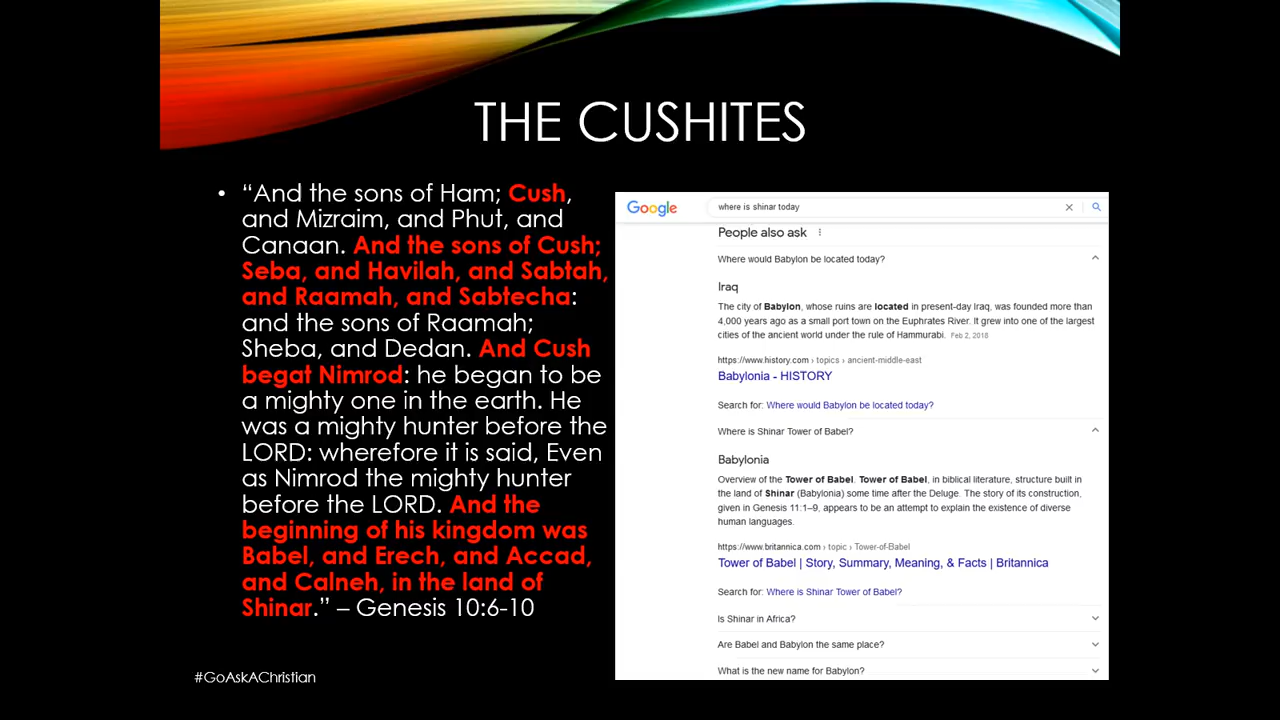 THE CUSHITES
• “And the sons of Ham; Cush,
and Mizraim, and Phut, and
Canaan. And the sons of Cush;
Seba, and Havilah, and Sabtah,
and Raamah, and Sabtecha:
and the sons of Raamah;
Sheba, and Dedan. And Cush
begat Nimrod: he began to be
a mighty one in the earth. He
was a mighty hunter before the
LORD: wherefore it is said, Even
as Nimrod the mighty hunter
before the LORD. And the
beginning of his kingdom was
Babel, and Erech, and Accad,
and Calneh, in the land of
Shinar.” – Genesis 10:6-10
Google
where is shinar today
People also ask
Where would Babylon be located today?
Iraq
The city of Babylon, whose ruins are located in present-day Iraq, was founded more than
4,000 years ago as a small port town on the Euphrates River. It grew into one of the largest
cities of the ancient world under the rule of Hammurabi. Feb 2, 2018
https://www.history.com › topics › ancient-middle-east
Babylonia - HISTORY
Search for: Where would Babylon be located today?
Where is Shinar Tower of Babel?
Babylonia
Overview of the Tower of Babel. Tower of Babel, in biblical literature, structure built in
the land of Shinar (Babylonia) some time after the Deluge. The story of its construction,
given in Genesis 11:1–9, appears to be an attempt to explain the existence of diverse
human languages.
https://www.britannica.com › topic › Tower-of-Babel
Tower of Babel | Story, Summary, Meaning, & Facts | Britannica
Search for: Where is Shinar Tower of Babel?
Is Shinar in Africa?
Are Babel and Babylon the same place?
What is the new name for Babylon?
#GoAskAChristian